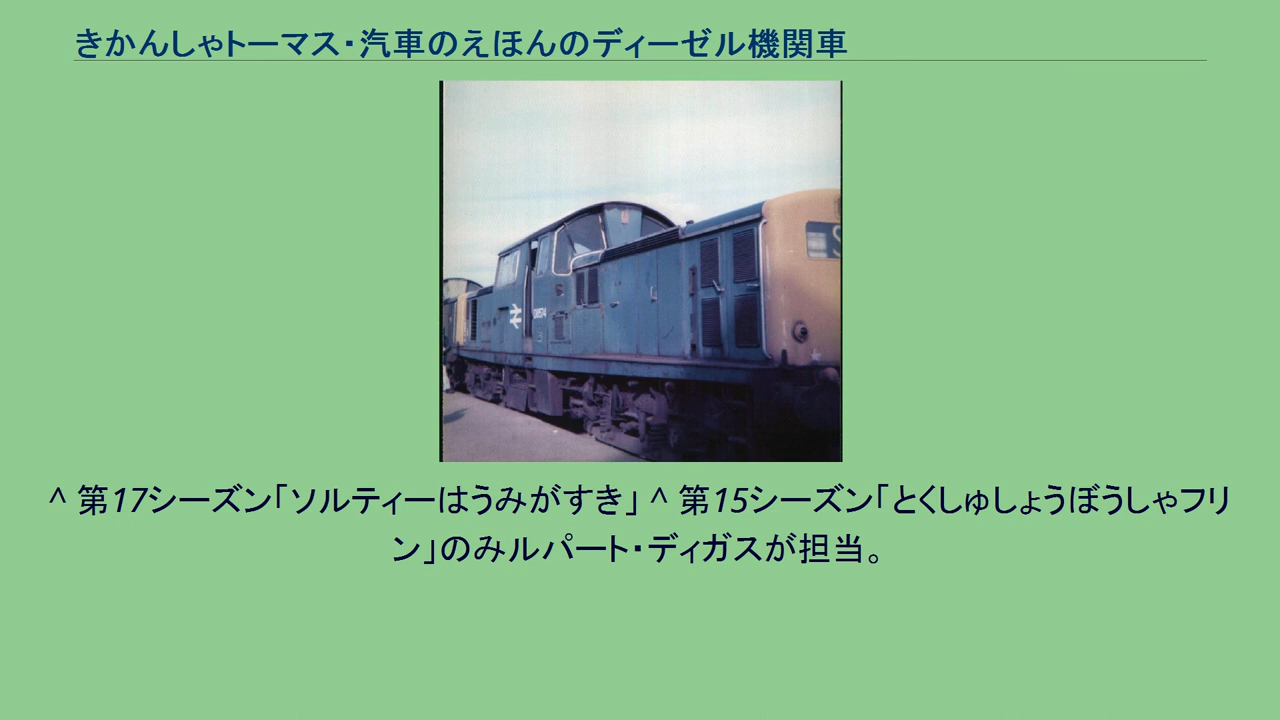 きかんしゃトーマス・汽車のえほんのディーゼル機関車
D8574
^ 第17シーズン「ソルティーはうみがすき」 ^ 第15シーズン「とくしゅしょうぼうしゃフリ
ン」のみルパート・ディガスが担当。